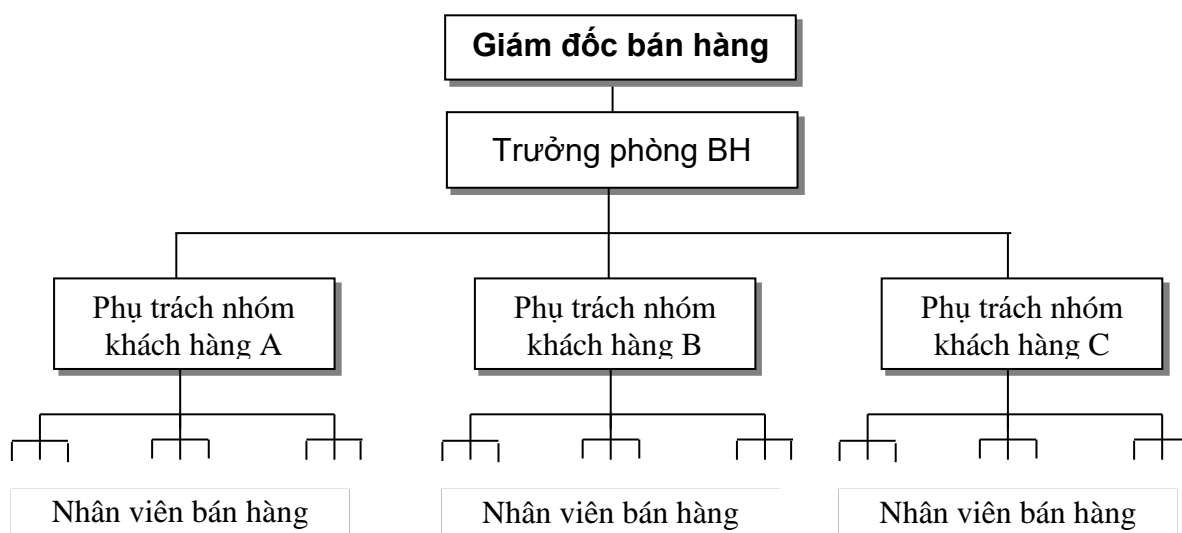 Giám đốc bán hàng
Trưởng phòng BH
Phụ trách nhóm
khách hàng A
Phụ trách nhóm
khách hàng B
Phụ trách nhóm
khách hàng C
Nhân viên bán hàng
Nhân viên bán hàng
Nhân viên bán hàng